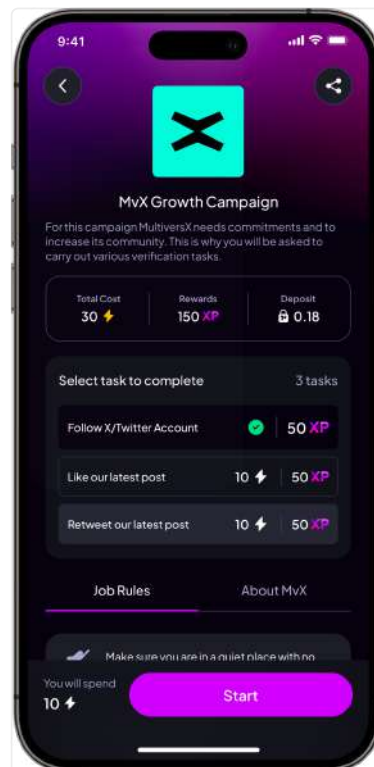 9:41
MvX Growth Campaign
For this campaign MultiversX needs commitments and to
increase its community. This is why you will be asked to
carry out various verification tasks.
Total Cost Rewards Deposit
30 150 XP 0.18
Select task to complete 3 tasks
Follow X/Twitter Account 50 XP
Like our latest post 10 50 XP
Retweet our latest post 10 50 XP
Job Rules About MvX
Make sure you are in a quiet place with no
You will spend
10
Start